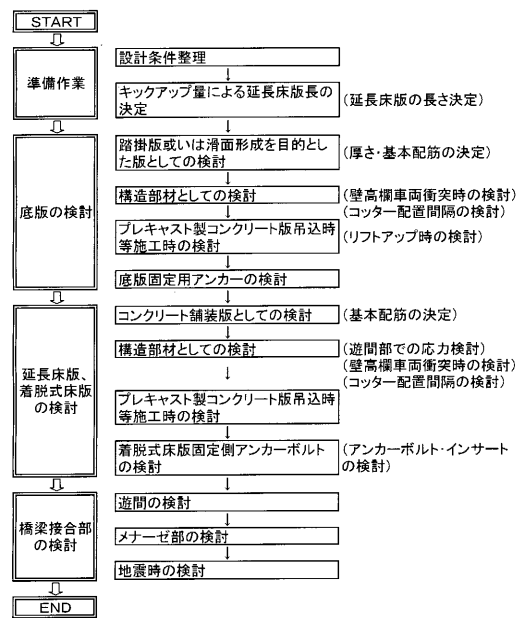 START
準備作業
設計条件整理
キックアップ量による延長床版長の
決定
(延長床版の長さ決定)
底版の検討
踏掛版或いは滑面形成を目的とし
た版としての検討
(厚さ・基本配筋の決定)
構造部材としての検討
(壁高欄車両衝突時の検討)
(コッター配置間隔の検討)
プレキャスト製コンクリート版吊込時
等施工時の検討
(リフトアップ時の検討)
底版固定用アンカーの検討
延長床版、
着脱式床版
の検討
コンクリート舗装版としての検討
(基本配筋の決定)
構造部材としての検討
(遊間部での応力検討)
(壁高欄車両衝突時の検討)
(コッター配置間隔の検討)
プレキャスト製コンクリート版吊込時
等施工時の検討
着脱式床版固定側アンカーボルト
の検討
(アンカーボルト・インサート
の検討)
橋梁接合部
の検討
遊間の検討
メナーゼ部の検討
地震時の検討
END